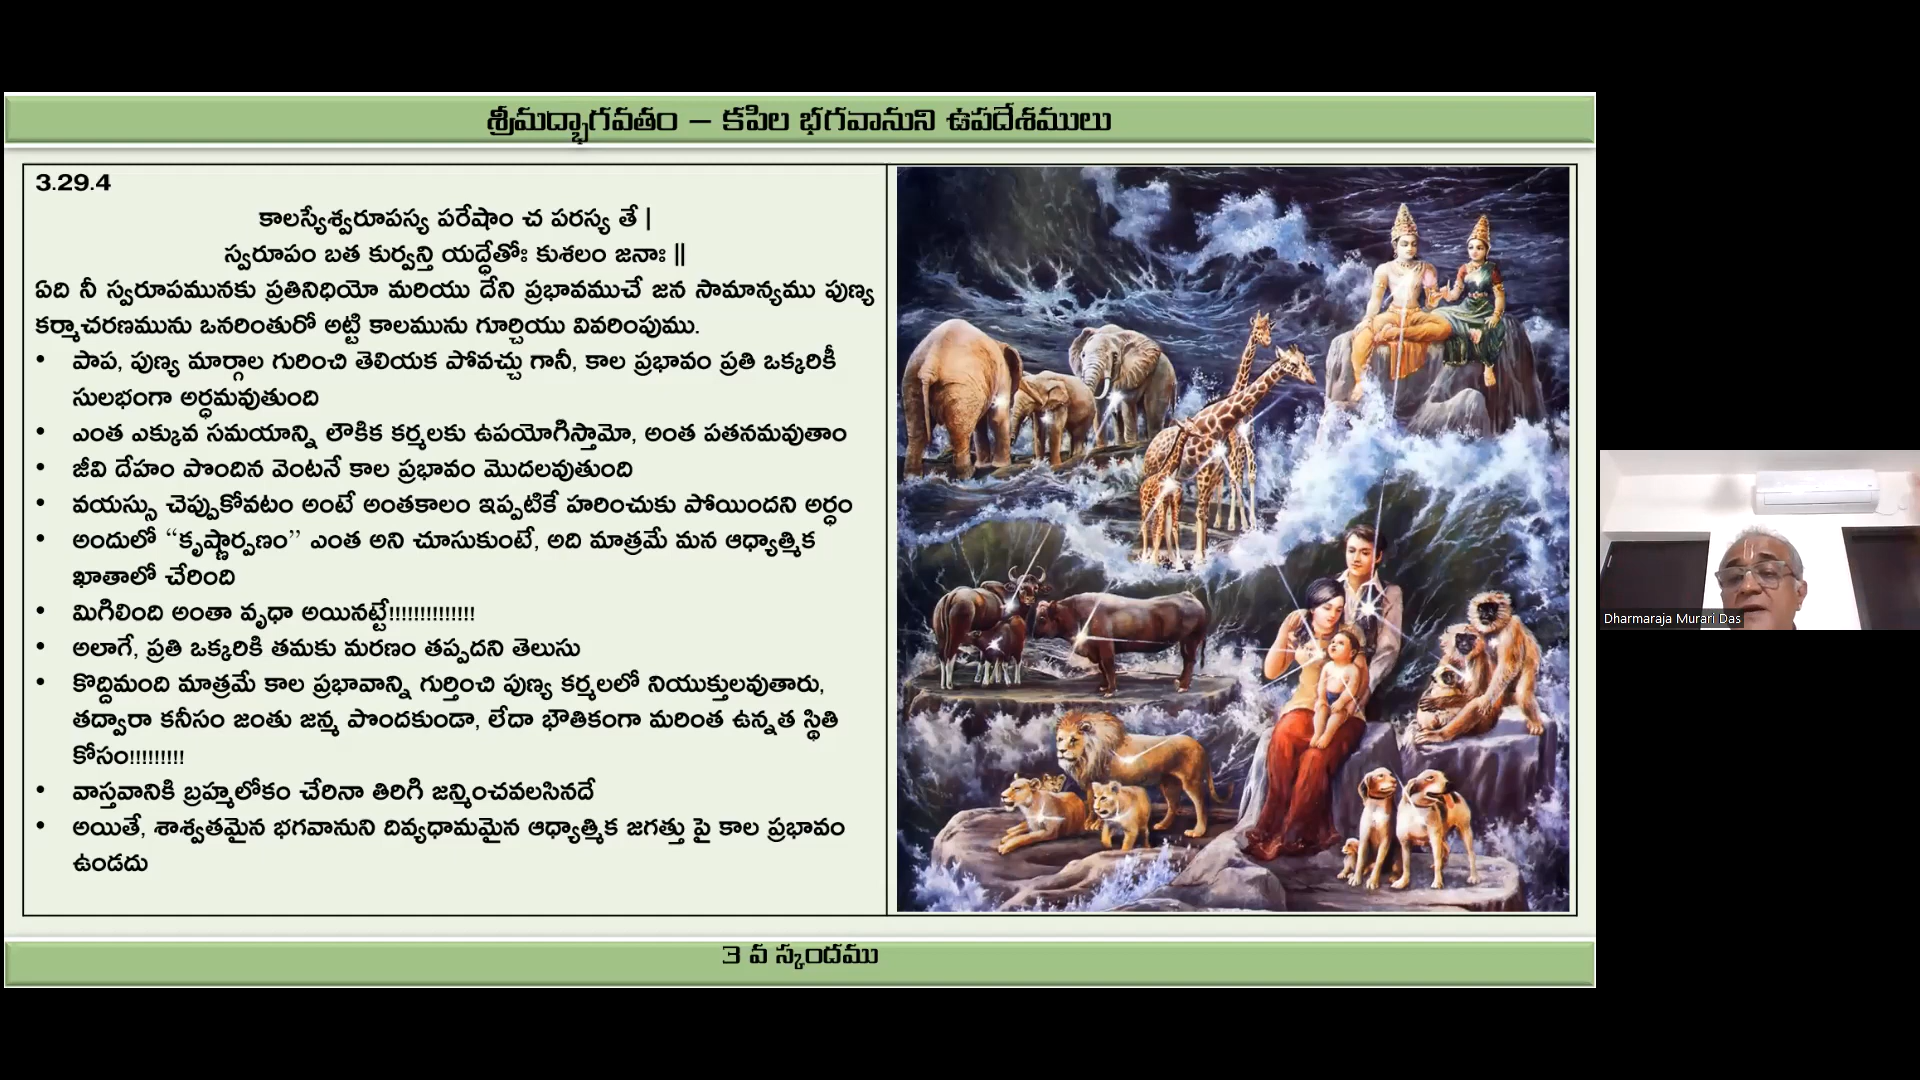 శ్రీమద్భాగవతం – కపిల భగవానుని ఉపదేశములు
3.29.4
కాలస్యేశ్వరూపస్య పరేషాం చ పరస్య తే |
స్వరూపం బత కుర్వన్తి యద్ధేతోః కుశలం జనాః ||
ఏది నీ స్వరూపమునకు ప్రతినిధియో మరియు దేని ప్రభావముచే జన సామాన్యము పుణ్య
కర్మాచరణమును ఒనరింతురో అట్టి కాలమును గూర్చియు వివరింపుము.
• పాప, పుణ్య మార్గాల గురించి తెలియక పోవచ్చు గానీ, కాల ప్రభావం ప్రతి ఒక్కరికీ
సులభంగా అర్ధమవుతుంది
• ఎంత ఎక్కువ సమయాన్ని లౌకిక కర్మలకు ఉపయోగిస్తామో, అంత పతనమవుతాం
• జీవి దేహం పొందిన వెంటనే కాల ప్రభావం మొదలవుతుంది
• వయస్సు చెప్పుకోవటం అంటే అంతకాలం ఇప్పటికే హరించుకు పోయిందని అర్ధం
• అందులో “కృష్ణార్పణం” ఎంత అని చూసుకుంటే, అది మాత్రమే మన ఆధ్యాత్మిక
ఖాతాలో చేరింది
• మిగిలింది అంతా వృధా అయినట్టే!!!!!!!!!!!!!!
• అలాగే, ప్రతి ఒక్కరికి తమకు మరణం తప్పదని తెలుసు
• కొద్దిమంది మాత్రమే కాల ప్రభావాన్ని గుర్తించి పుణ్య కర్మలలో నియుక్తులవుతారు,
తద్వారా కనీసం జంతు జన్మ పొందకుండా, లేదా భౌతికంగా మరింత ఉన్నత స్థితి
కోసం!!!!!!!!!
• వాస్తవానికి బ్రహ్మలోకం చేరినా తిరిగి జన్మించవలసినదే
• అయితే, శాశ్వతమైన భగవానుని దివ్యధామమైన ఆధ్యాత్మిక జగత్తు పై కాల ప్రభావం
ఉండదు
3 వ స్కందము
Dharmaraja Murari Das